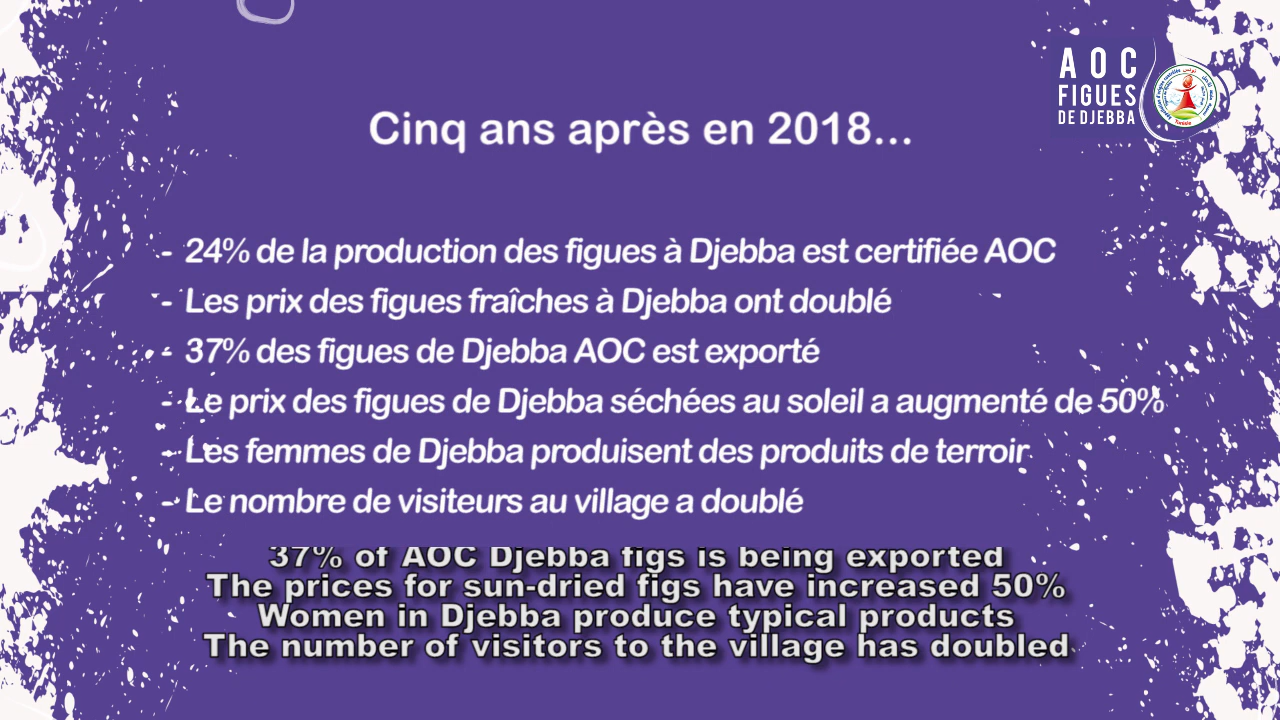 AOC
FIGUES
DE DJEBBA
Tunisie
Cinq ans après en 2018...
- 24% de la production des figues à Djebba est certifiée AOC
- Les prix des figues fraîches à Djebba ont doublé
- 37% des figues de Djebba AOC est exporté
- Le prix des figues de Djebba séchées au soleil a augmenté de 50%
- Les femmes de Djebba produisent des produits de terroir
- Le nombre de visiteurs au village a doublé
37% of AOC Djebba figs is being exported
The prices for sun-dried figs have increased 50%
Women in Djebba produce typical products
The number of visitors to the village has doubled